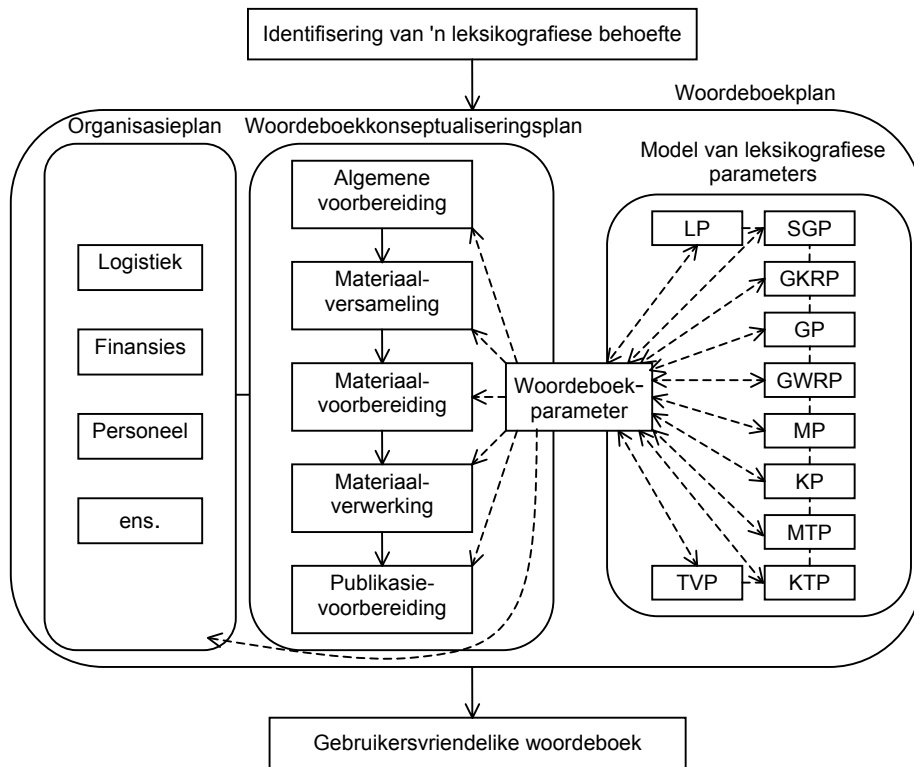 Identifisering van 'n leksikografiese behoefte
Woordeboekplan
Organisasieplan
Woordeboekkonseptualiseringsplan
Model van leksikografiese
parameters
Logistiek
Finansies
Personeel
ens.
Algemene
voorbereiding
Materiaal-
versameling
Materiaal-
voorbereiding
Materiaal-
verwerking
Publikasie-
voorbereiding
Woordeboek-
parameter
LP
SGP
GKRP
GP
GWRP
MP
KP
MTP
TVP
KTP
Gebruikersvriendelike woordeboek